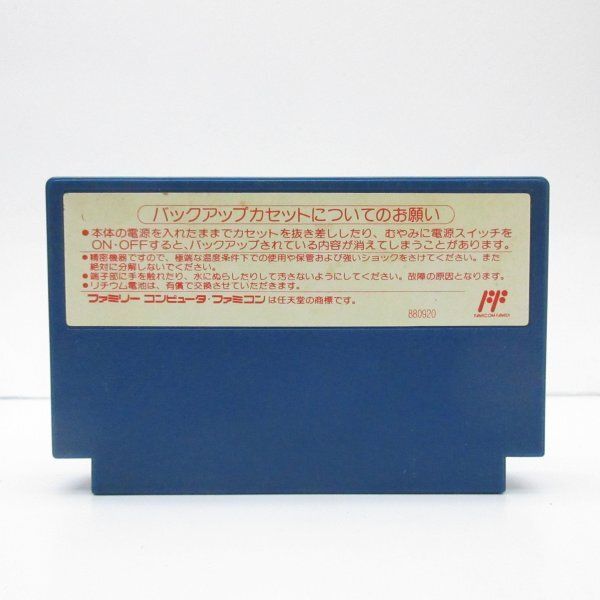 バックアップカセットについてのお願い
●本体の電源を入れたままでカセットを抜き差ししたり、むやみに電源スイッチを
ON・OFFすると、バックアップされている内容が消えてしまうことがあります。
●精密機器ですので、極端な温度条件下での使用や保管および強いショックをさけてください。また
絶対に分解しないでください。
●端子部に手を触れたり、水にぬらしたりして汚さないようにしてください。故障の原因となります。
●リチウム電池は、有償で交換させていただきます。
ファミリーコンピュータ・ファミコンは任天堂の商標です。
880920
FAMICOM FAMILY